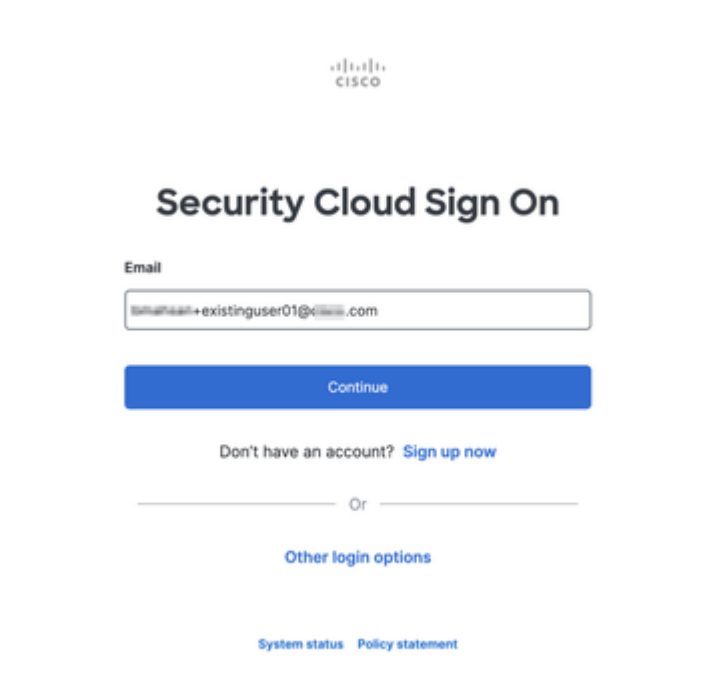 CISCO
Security Cloud Sign On
Email
+existinguser01@ .com
Continue
Don't have an account? Sign up now
Or
Other login options
System status Policy statement